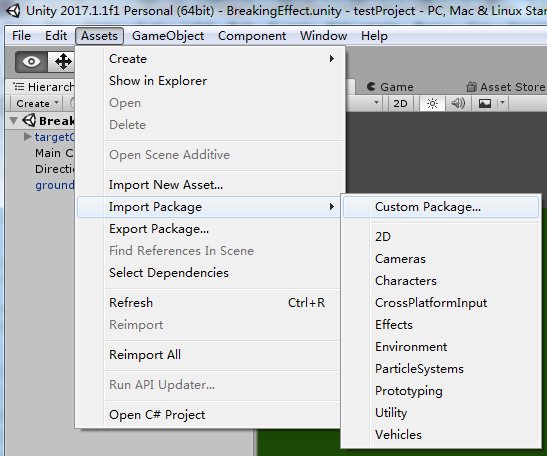 Unity 2017.1.1f1 Personal (64bit) - BreakingEffect.unity - testProject - PC, Mac & Linux Star
File Edit Assets GameObject Component Window Help
Hierarch
Game
Asset Store
Create
2D
Break
targetO
Main C
Directio
ground
Create
Show in Explorer
Open
Delete
Open Scene Additive
Import New Asset...
Import Package
Export Package...
Find References In Scene
Select Dependencies
Refresh Ctrl+R
Reimport
Reimport All
Run API Updater...
Open C# Project
Custom Package...
2D
Cameras
Characters
CrossPlatformInput
Effects
Environment
ParticleSystems
Prototyping
Utility
Vehicles